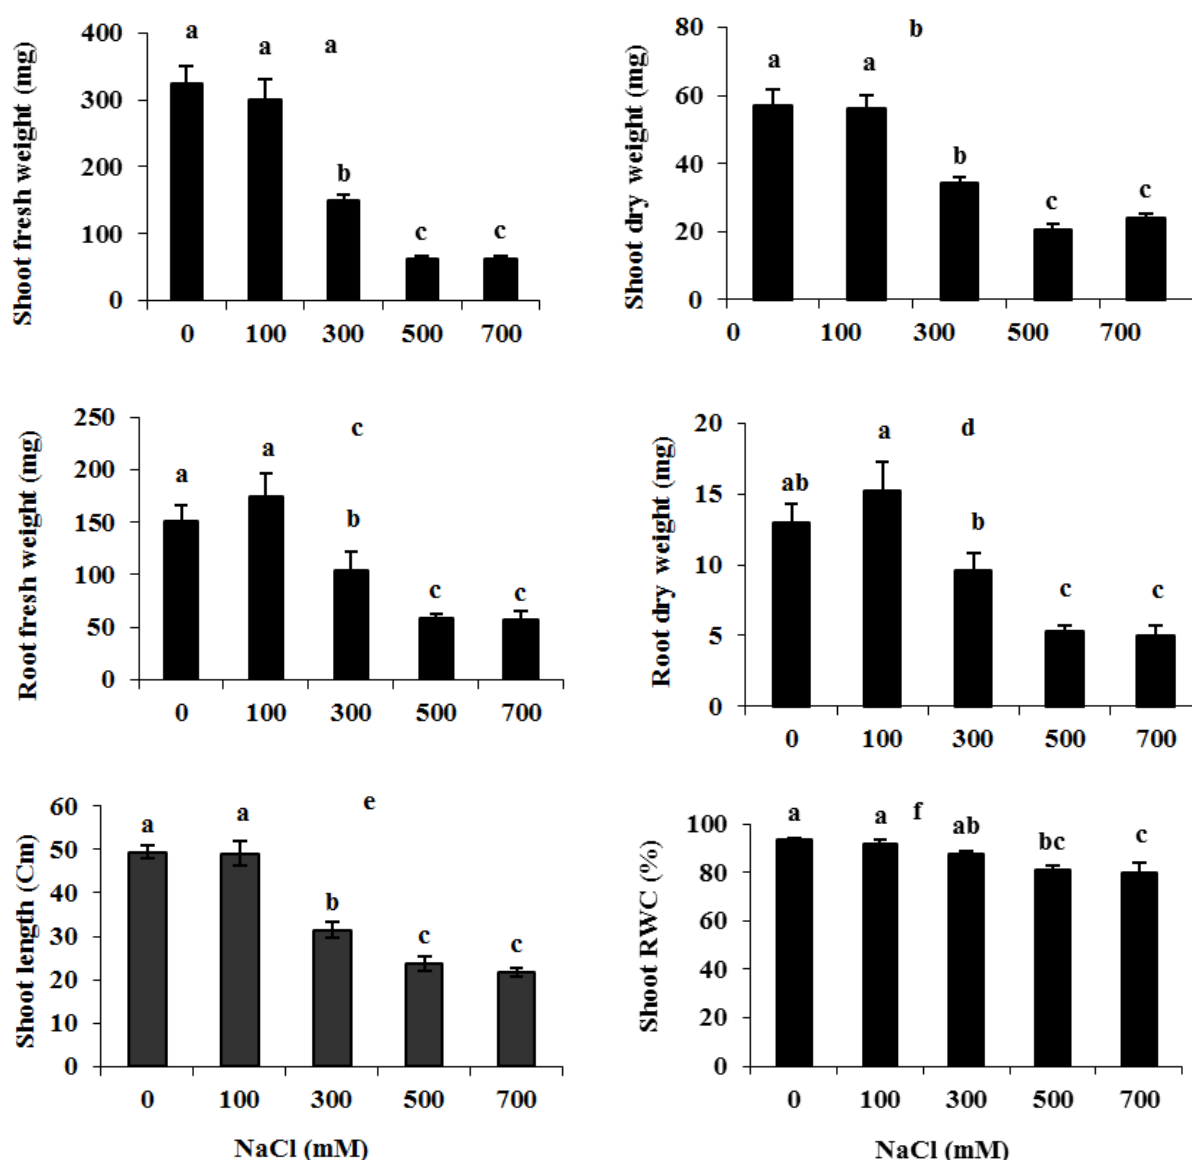 Shoot fresh weight (mg)
400
300
200
100
0
a
a
a
b
c
c
0 100 300 500 700
Shoot dry weight (mg)
80
60
40
20
0
b
a
a
b
c
c
0 100 300 500 700
Root fresh weight (mg)
250
200
150
100
50
0
c
a
a
b
c
c
0 100 300 500 700
Root dry weight (mg)
20
15
10
5
0
d
ab
a
b
c
c
0 100 300 500 700
Shoot length (Cm)
60
50
40
30
20
10
0
e
a
a
b
c
c
0 100 300 500 700
NaCl (mM)
Shoot RWC (%)
100
80
60
40
20
0
f
a
a
ab
bc
c
0 100 300 500 700
NaCl (mM)